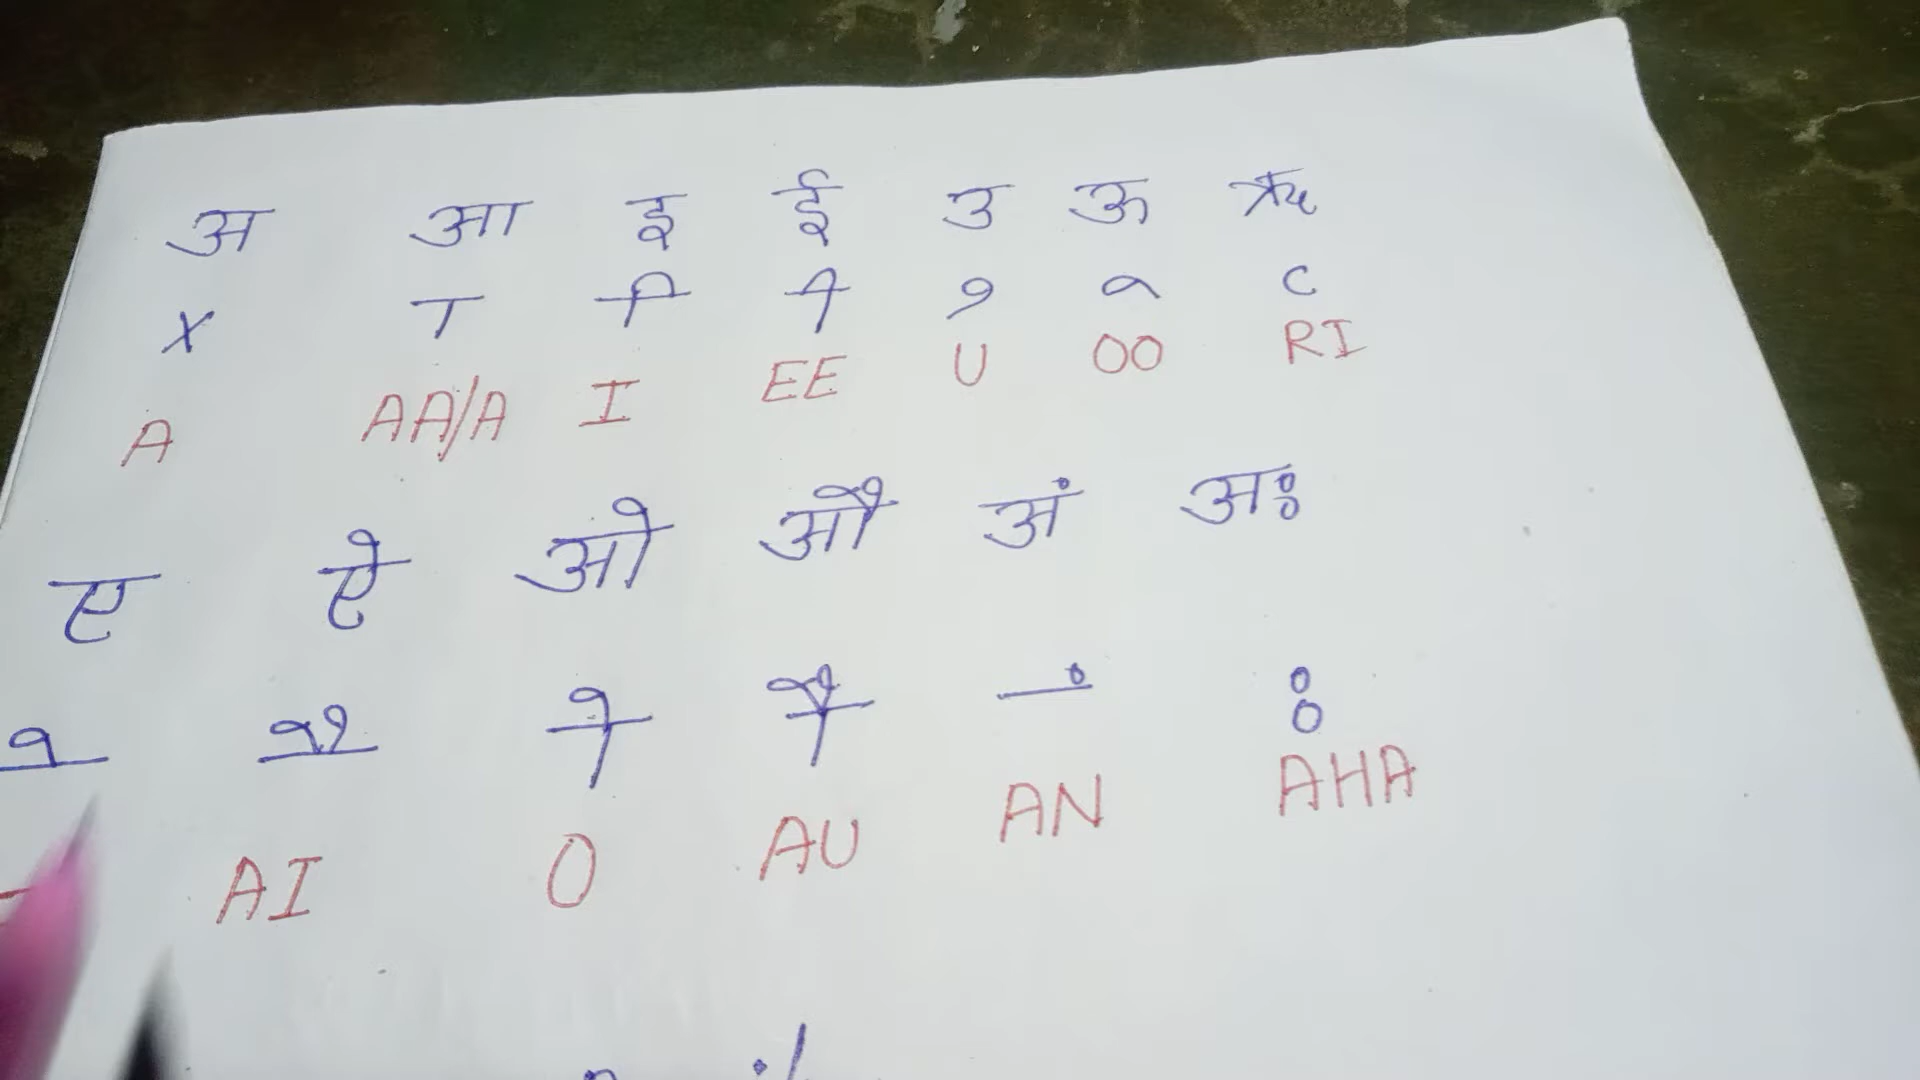 अ आ इ ई उ ऊ ऋ
X ा ि ी ु ू ृ
A AA/A I EE U OO RI
ए ऐ ओ औ अं अः
े ै ो ौ ं ः
AI O AU AN AHA